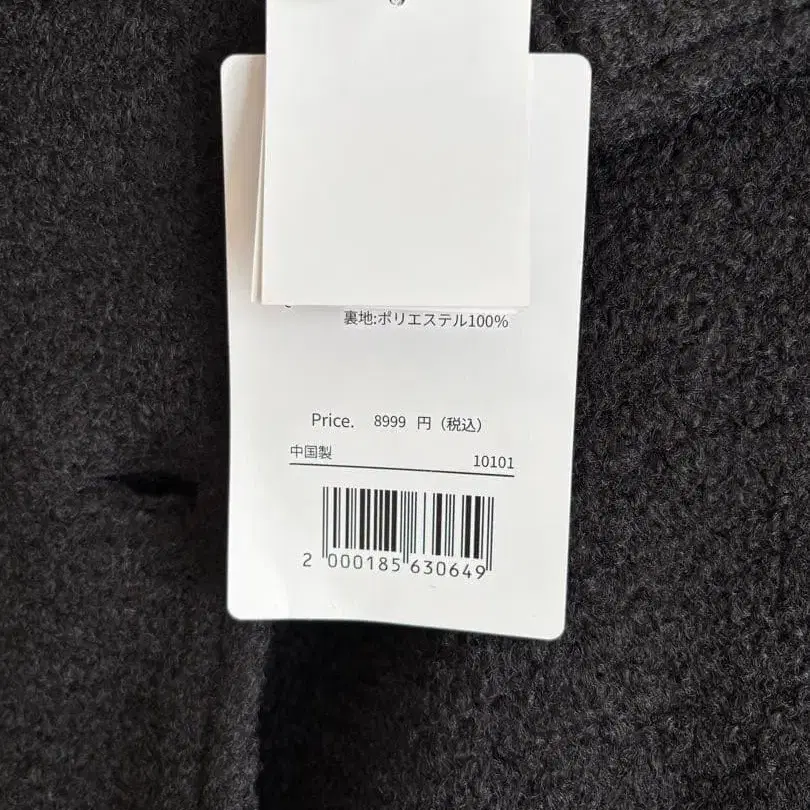 裏地:ポリエステル100%
Price. 8999 円（税込）
中国製 10101
2 000185 630649